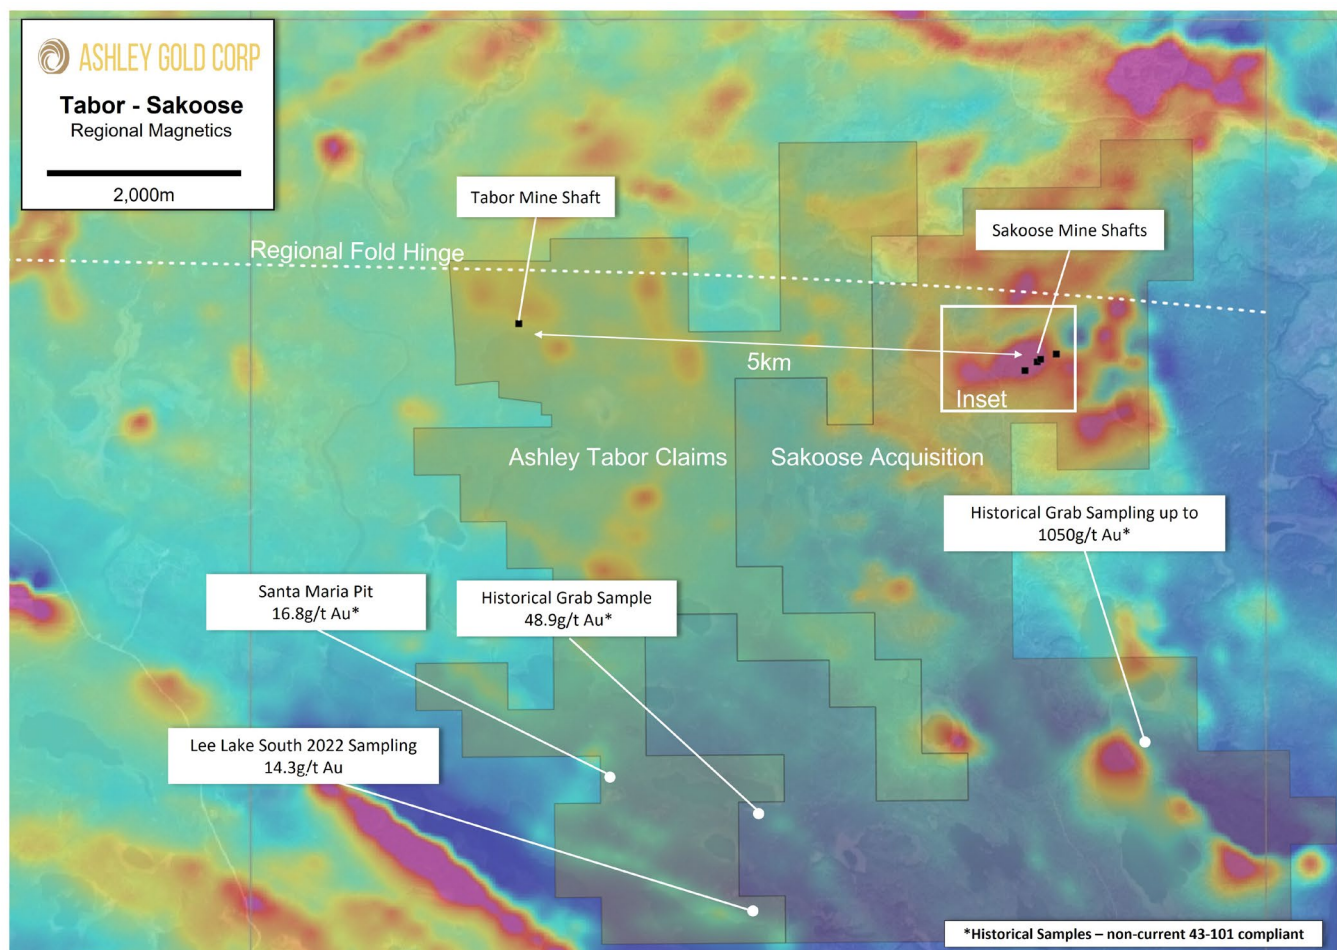 ASHLEY GOLD CORP
Tabor - Sakoose
Regional Magnetics
2,000m
Tabor Mine Shaft
Sakoose Mine Shafts
Regional Fold Hinge
5km
Inset
Ashley Tabor Claims
Sakoose Acquisition
Historical Grab Sampling up to
1050g/t Au*
Santa Maria Pit
16.8g/t Au*
Historical Grab Sample
48.9g/t Au*
Lee Lake South 2022 Sampling
14.3g/t Au
*Historical Samples – non-current 43-101 compliant